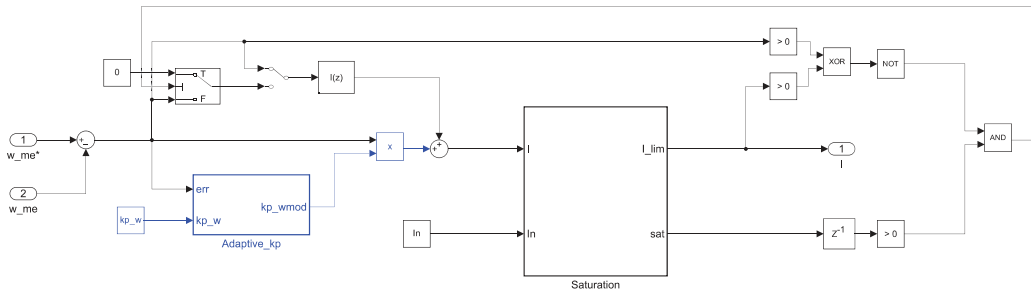 > 0
0
T
F
I(z)
XOR
NOT
> 0
AND
1
w_me*
+
-
x
+
+
I
I_lim
1
I
2
w_me
err
kp_wmod
kp_w
kp_w
Adaptive_kp
In
In
sat
Z-1
> 0
Saturation